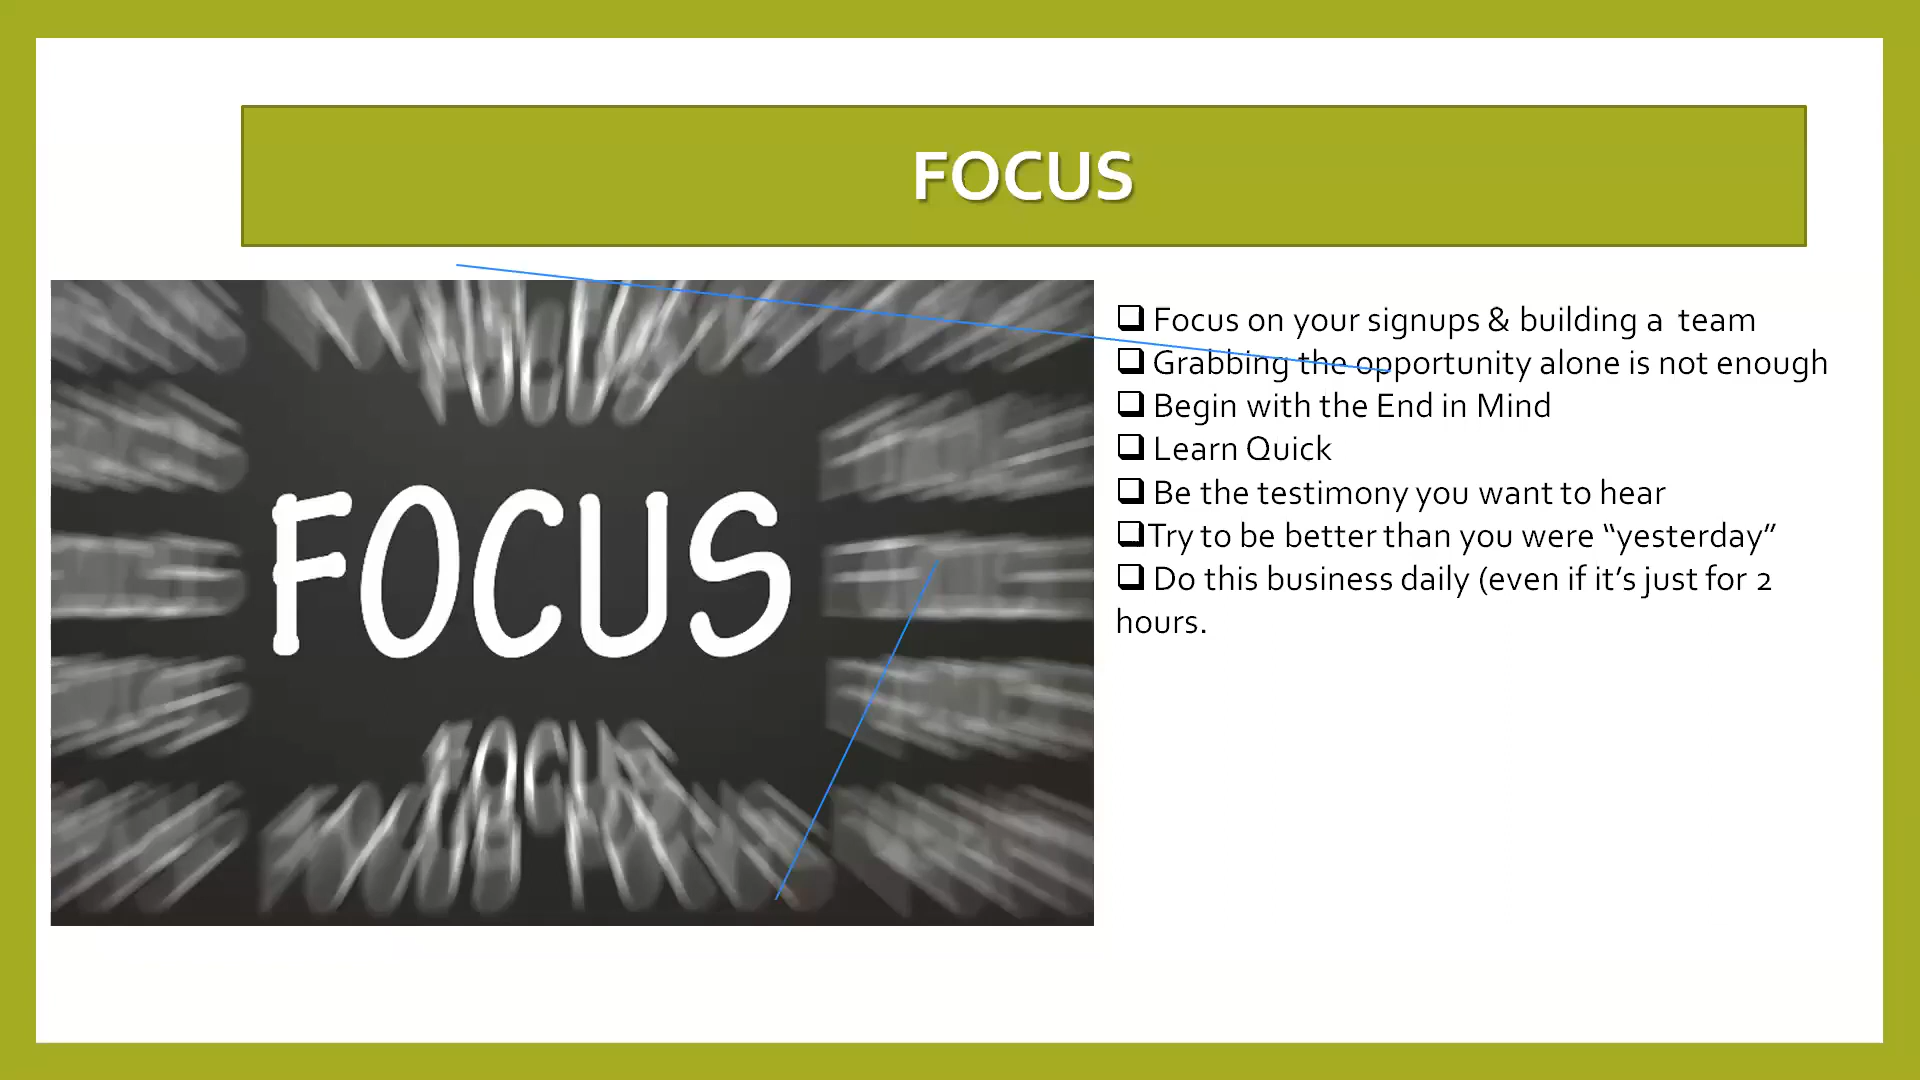 FOCUS
FOCUS
FOCUS
FOCUS
❑ Focus on your signups & building a team
❑ Grabbing the opportunity alone is not enough
❑ Begin with the End in Mind
❑ Learn Quick
❑ Be the testimony you want to hear
❑Try to be better than you were “yesterday”
❑ Do this business daily (even if it’s just for 2
hours.